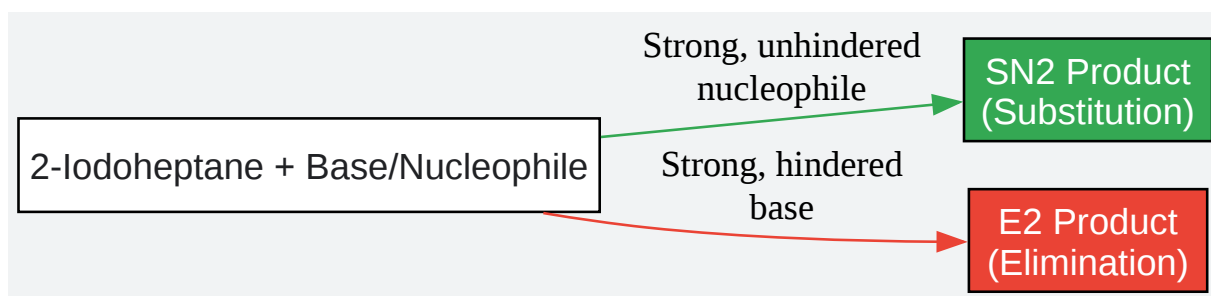 Strong, unhindered
nucleophile
SN2 Product
(Substitution)
2-Iodoheptane + Base/Nucleophile
Strong, hindered
base
E2 Product
(Elimination)